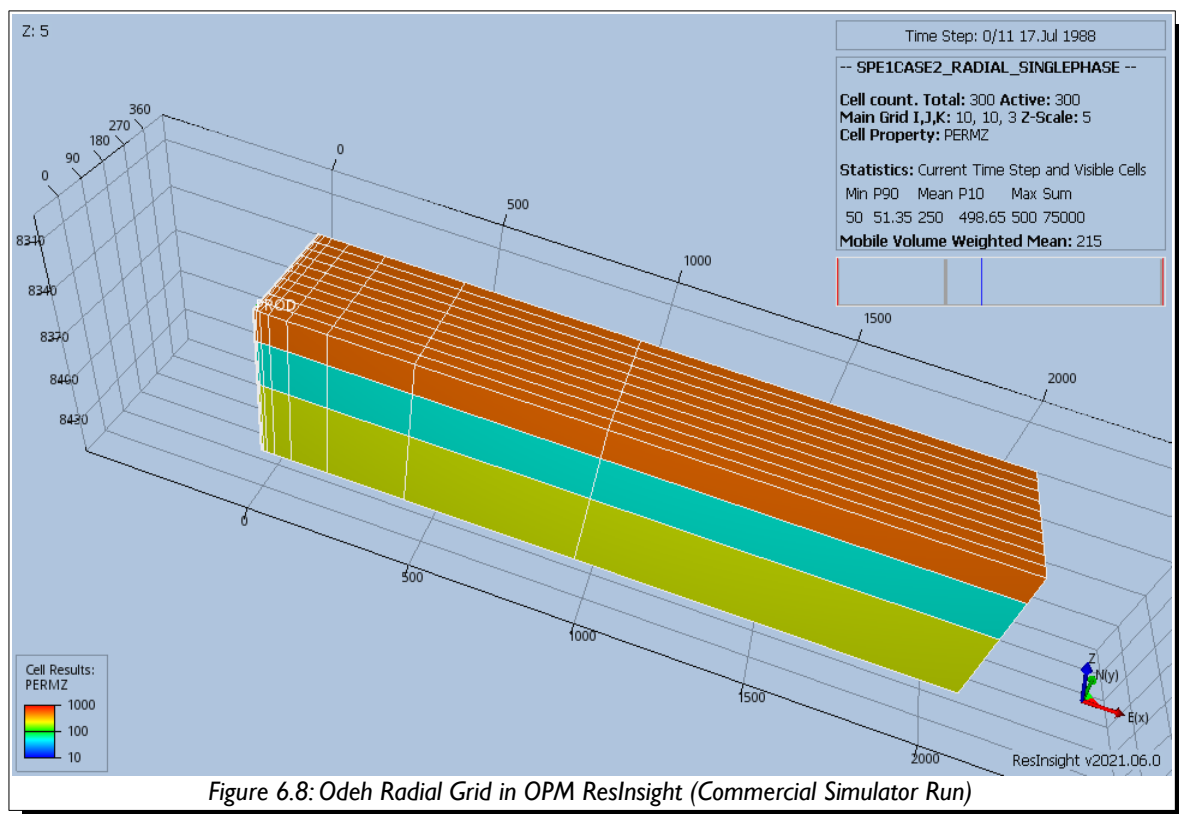 Z: 5
Time Step: 0/11 17.Jul 1988
-- SPE1CASE2_RADIAL_SINGLEPHASE --
Cell count. Total: 300 Active: 300
Main Grid I,J,K: 10, 10, 3 Z-Scale: 5
Cell Property: PERMZ
Statistics: Current Time Step and Visible Cells
Min P90 Mean P10 Max Sum
50 51.35 250 498.65 500 75000
Mobile Volume Weighted Mean: 215
360
270
180
90
0
0
500
1000
1500
2000
8310
8340
8370
8400
8430
PROD
0
500
1000
1500
2000
Z
N(y)
E(x)
Cell Results:
PERMZ
1000
100
10
ResInsight v2021.06.0
Figure 6.8: Odeh Radial Grid in OPM ResInsight (Commercial Simulator Run)